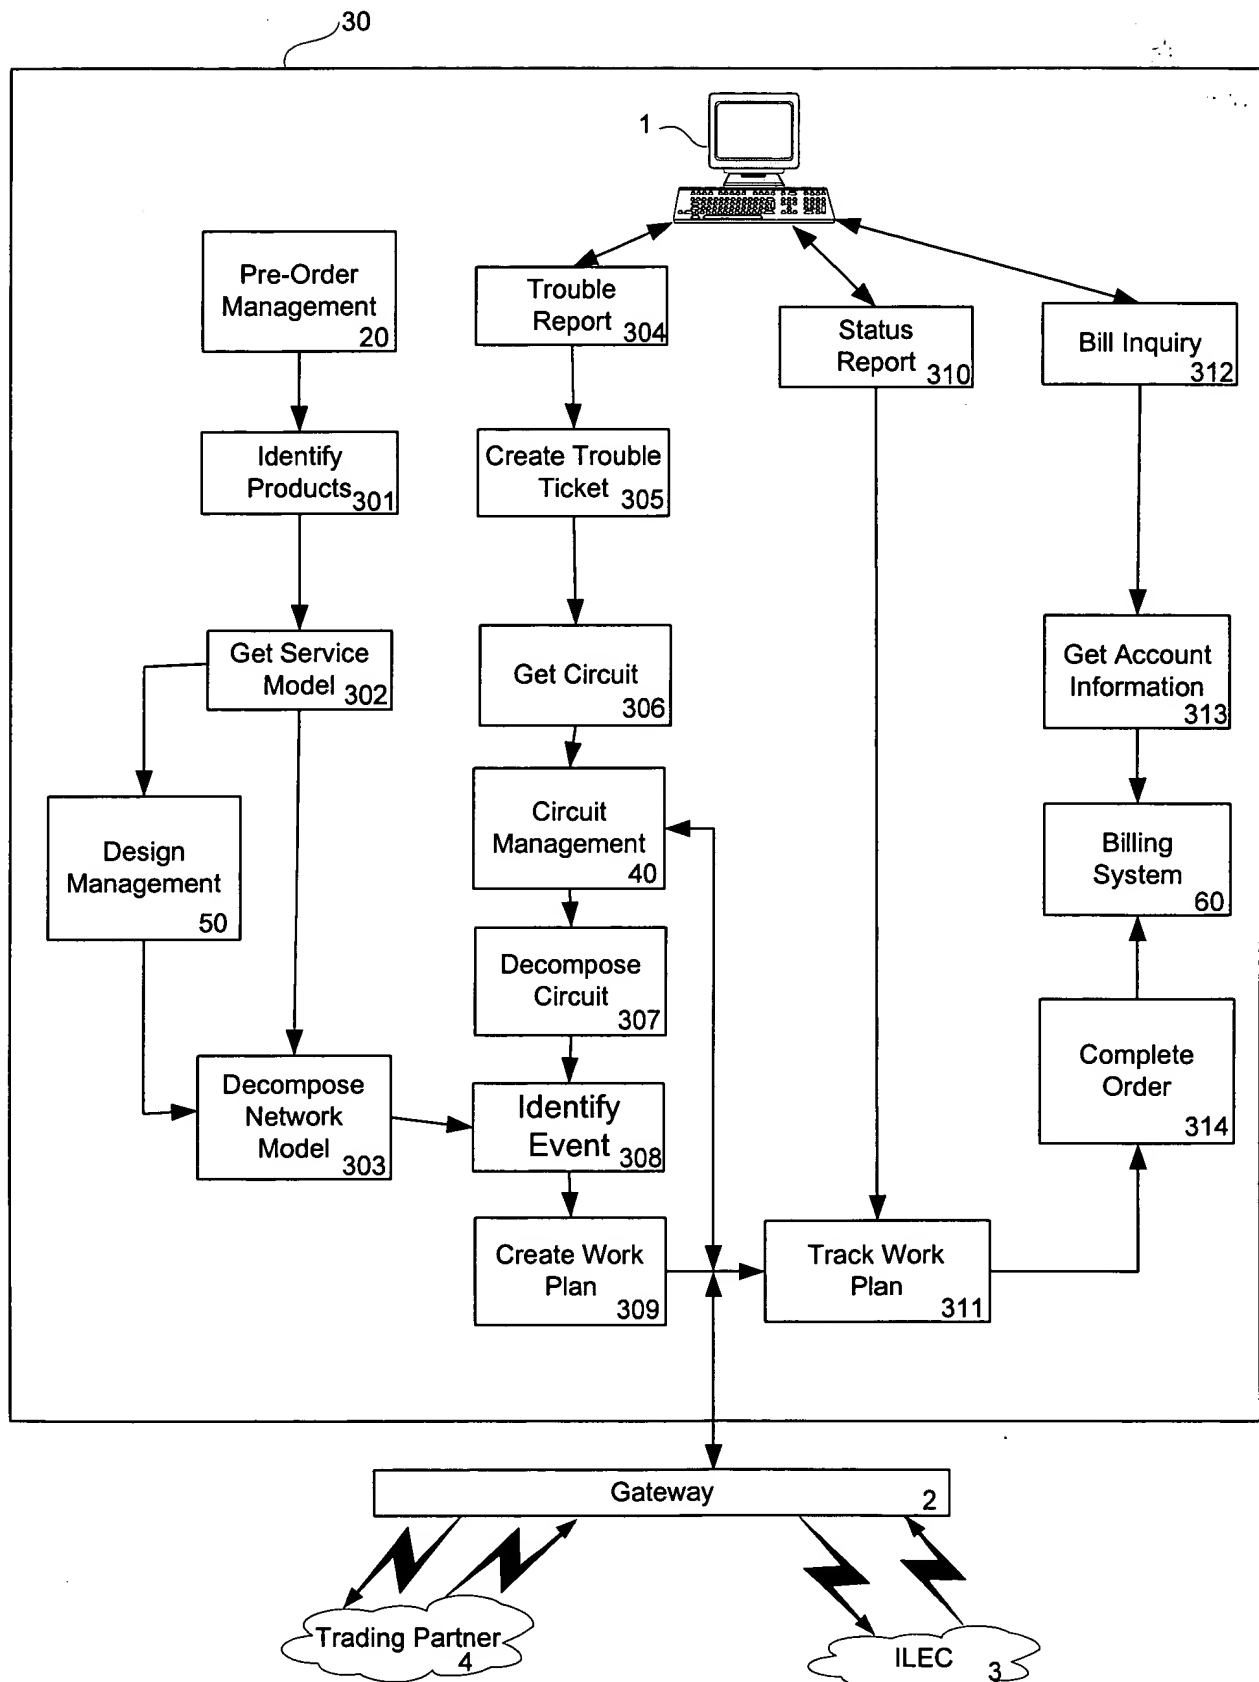 30
1
Pre-Order
Management
20
Trouble
Report
304
Status
Report
310
Bill Inquiry
312
Identify
Products
301
Create Trouble
Ticket
305
Get Service
Model
302
Get Circuit
306
Get Account
Information
313
Design
Management
50
Circuit
Management
40
Billing
System
60
Decompose
Circuit
307
Complete
Order
314
Decompose
Network
Model
303
Identify
Event
308
Create Work
Plan
309
Track Work
Plan
311
Gateway
2
Trading Partner
4
ILEC
3